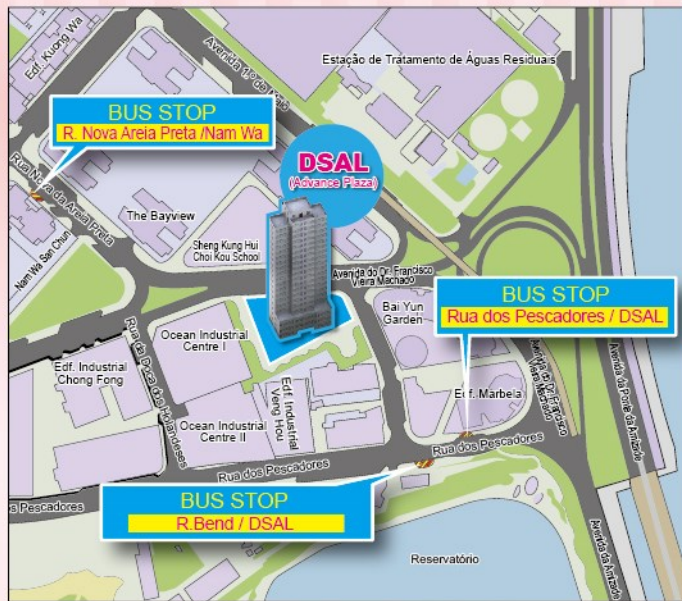 Edf. Kuong Wa
Avenida 1.º de Maio
Estação de Tratamento de Águas Residuais
BUS STOP
R. Nova Areia Preta /Nam Wa
DSAL
(Advance Plaza)
Rua Nova da Areia Preta
The Bayview
Nam Wa San Chun
Sheng Kung Hui
Choi Kou School
Avenida do Dr. Francisco
Vieira Machado
BUS STOP
Rua dos Pescadores / DSAL
Bai Yun
Garden
Ocean Industrial
Centre I
Rua da Doca dos Holandeses
Edf. Industrial
Chong Fong
Edf. Industrial
Veng Hou
Edf. Marbela
Avenida do Dr. Francisco
Vieira Machado
Avenida da Ponte da Amizade
Ocean Industrial
Centre II
Rua dos Pescadores
Rua dos Pescadores
os Pescadores
BUS STOP
R.Bend / DSAL
Avenida da Amizade
Reservatório